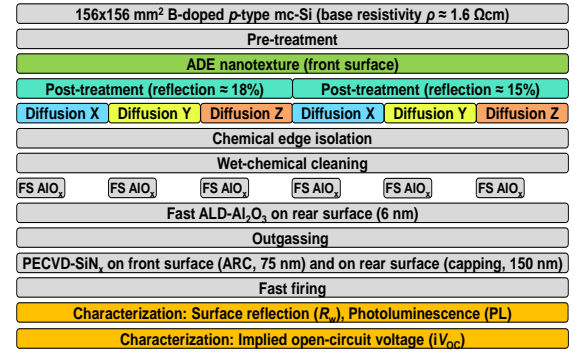 156x156 mm² B-doped p-type mc-Si (base resistivity ρ ≈ 1.6 Ωcm)
Pre-treatment
ADE nanotexture (front surface)
Post-treatment (reflection ≈ 18%) Post-treatment (reflection ≈ 15%)
Diffusion X Diffusion Y Diffusion Z Diffusion X Diffusion Y Diffusion Z
Chemical edge isolation
Wet-chemical cleaning
FS AlOₓ FS AlOₓ FS AlOₓ FS AlOₓ FS AlOₓ FS AlOₓ
Fast ALD-Al₂O₃ on rear surface (6 nm)
Outgassing
PECVD-SiNₓ on front surface (ARC, 75 nm) and on rear surface (capping, 150 nm)
Fast firing
Characterization: Surface reflection (R_w), Photoluminescence (PL)
Characterization: Implied open-circuit voltage (iV_OC)